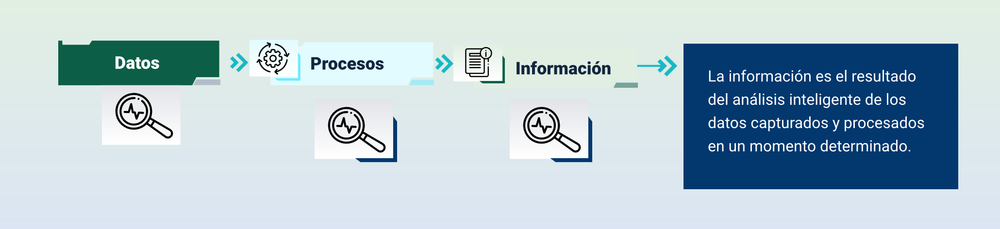 Datos
Procesos
Información
La información es el resultado
del análisis inteligente de los
datos capturados y procesados
en un momento determinado.